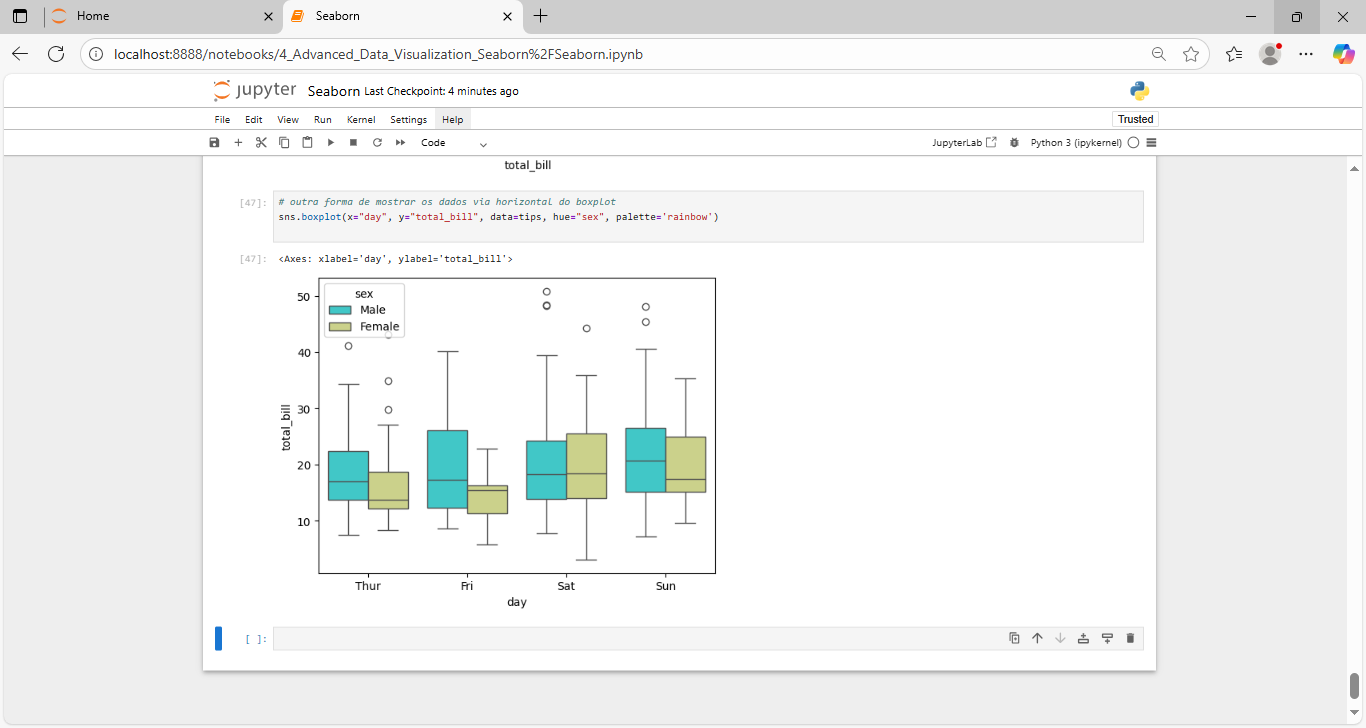 Home
Seaborn
localhost:8888/notebooks/4_Advanced_Data_Visualization_Seaborn%2FSeaborn.ipynb
jupyter Seaborn Last Checkpoint: 4 minutes ago
File Edit View Run Kernel Settings Help
Trusted
Code
JupyterLab
Python 3 (ipykernel)
total_bill
[47]:
# outra forma de mostrar os dados via horizontal do boxplot
sns.boxplot(x="day", y="total_bill", data=tips, hue="sex", palette='rainbow')
[47]:
<Axes: xlabel='day', ylabel='total_bill'>
sex
Male
Female
50
40
30
20
10
total_bill
Thur Fri Sat Sun
day
[ ]: